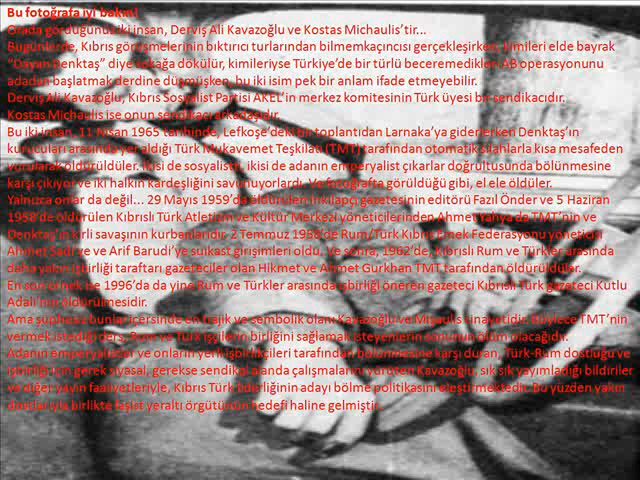 Bu fotoğrafa iyi bakın!
Orada gördüğünüz iki insan, Derviş Ali Kavazoğlu ve Kostas Michaulis’tir...
Bugünlerde, Kıbrıs görüşmelerinin bıktırıcı turlarından bilmemkaçıncısı gerçekleşirken, kimileri elde bayrak
“Dayan Denktaş” diye sokağa dökülür, kimileriyse Türkiye’de bir türlü beceremedikleri AB operasyonunu
adadan başlatmak derdine düşmüşken, bu iki isim pek bir anlam ifade etmeyebilir.
Derviş Ali Kavazoğlu, Kıbrıs Sosyalist Partisi AKEL’in merkez komitesinin Türk üyesi bir sendikacıdır.
Kostas Michaelis ise onun sendikacı arkadaşıdır.
Bu iki insan, 11 Nisan 1965 tarihinde, Lefkoşe’deki bir toplantıdan Larnaka’ya giderlerken Denktaş’ın
kurucuları arasında yer aldığı Türk Mukavemet Teşkilatı (TMT) tarafından otomatik silahlarla kısa mesafeden
vurularak öldürüldüler. İkisi de sosyalistti, ikisi de adanın emperyalist çıkarlar doğrultusunda bölünmesine
karşı çıkıyor ve iki halkın kardeşliğini savunuyorlardı. Ve fotoğrafta görüldüğü gibi, el ele öldüler.
Yalnızca onlar da değil... 29 Mayıs 1959’da öldürülen İnkılapçı gazetesinin editörü Fazıl Önder ve 5 Haziran
1958’de öldürülen Kıbrıslı Türk Atletizm ve Kültür Merkezi yöneticilerinden Ahmet Yahya da TMT’nin ve
Denktaş’ın kirli savaşının kurbanlarıdır. 2 Temmuz 1958’de Rum/Türk Kıbrıs Emek Federasyonu yöneticisi
Ahmet Sadi’ye ve Arif Barudi’ye suikast girişimleri oldu. Ve sonra, 1962’de, Kıbrıslı Rum ve Türkler arasında
daha yakın işbirliği taraftarı gazeteciler olan Hikmet ve Ahmet Gurkhan TMT tarafından öldürüldüler.
En son örnek ise 1996’da da yine Rum ve Türkler arasında işbirliği öneren gazeteci Kıbrıslı Türk gazeteci Kutlu
Adalı’nın öldürülmesidir.
Ama şüphesiz bunlar içersinde en trajik ve sembolik olanı Kavazoğlu ve Mişaulis cinayetidir. Böylece TMT’nin
vermek istediği ders, Rum ve Türk işçilerin birliğini sağlamak isteyenlerin sonunun ölüm olacağıdır.
Adanın emperyalistler ve onların yerli işbirlikçileri tarafından bölünmesine karşı duran, Türk-Rum dostluğu ve
işbirliği için gerek siyasal, gerekse sendikal alanda çalışmalarını yürüten Kavazoğlu, sık sık yayımladığı bildiriler
ve diğer yayın faaliyetleriyle, Kıbrıs Türk liderliğinin adayı bölme politikasını eleştirmektedir. Bu yüzden yakın
dostlarıyla birlikte faşist yeraltı örgütünün hedefi haline gelmiştir.